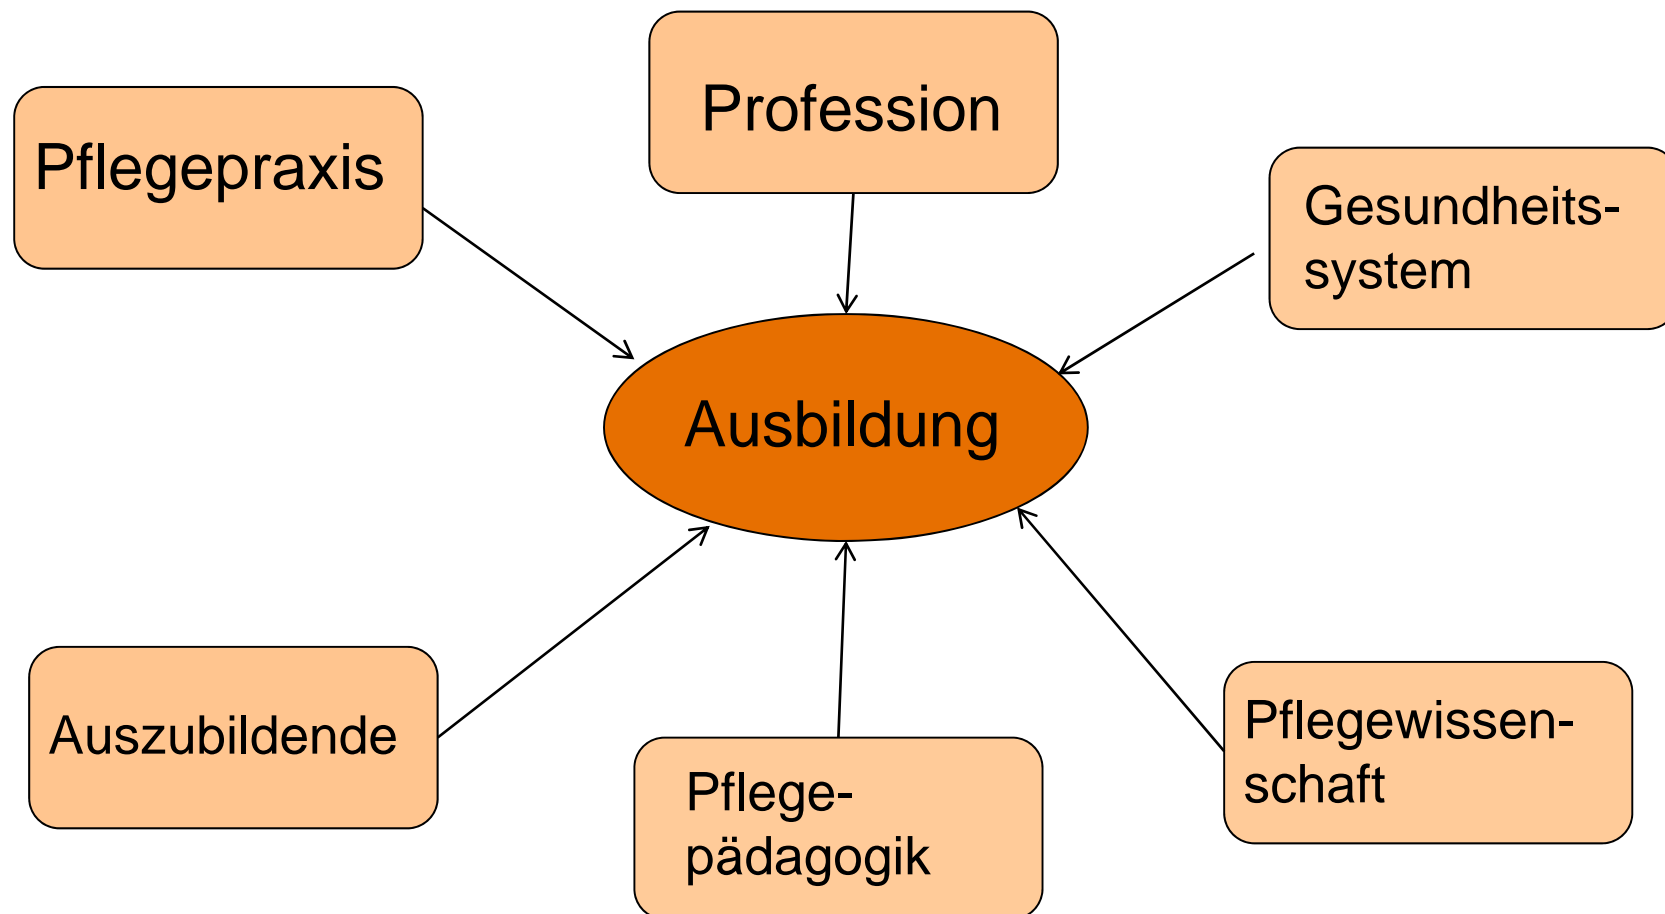 Profession
Pflegepraxis
Gesundheits-
system
Ausbildung
Auszubildende
Pflege-
pädagogik
Pflegewissen-
schaft